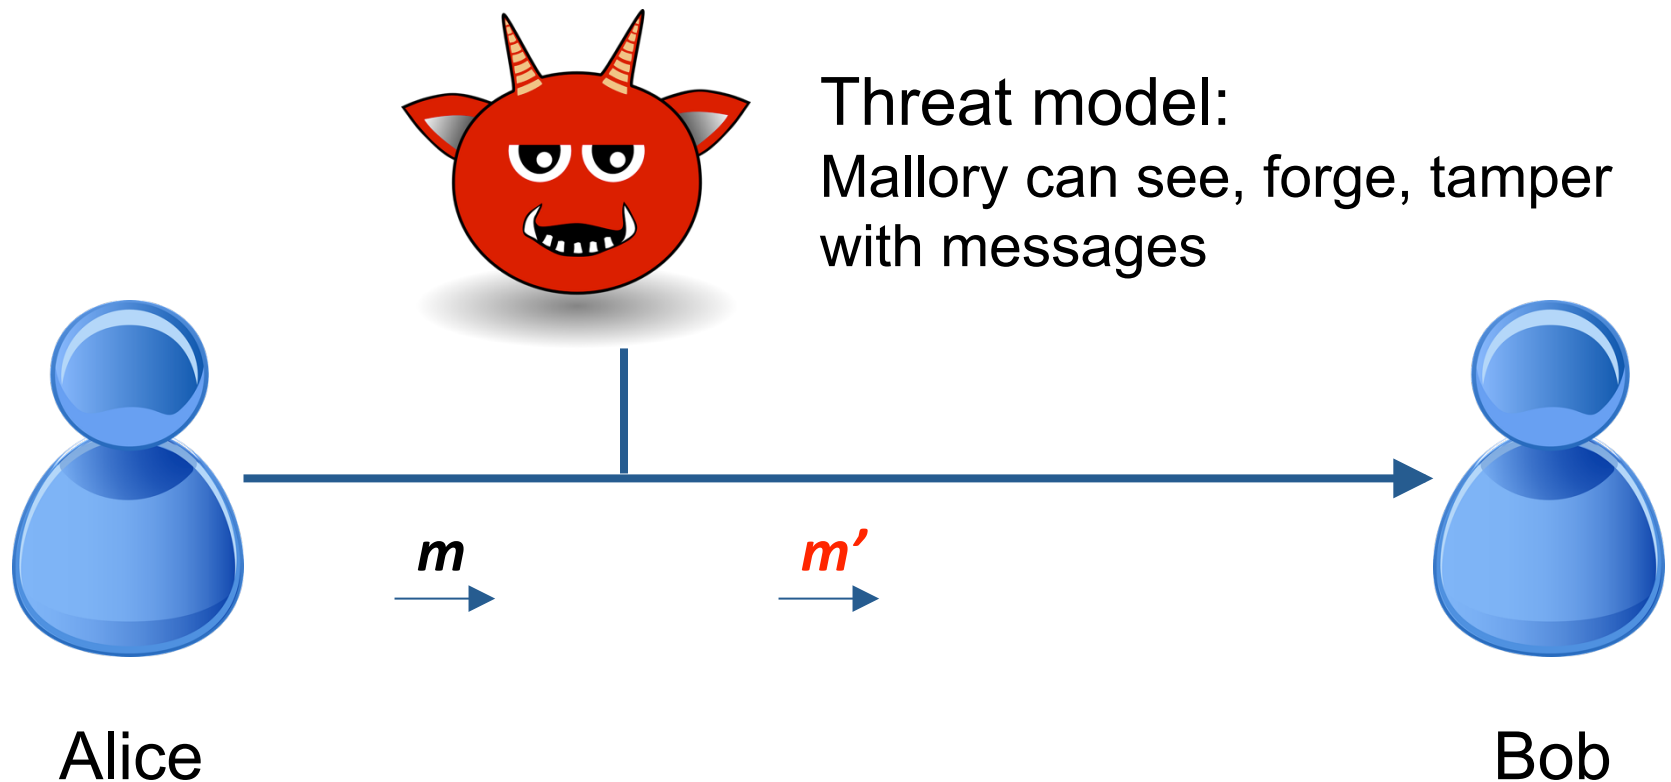 Threat model:
Mallory can see, forge, tamper
with messages
m
m’
Alice
Bob